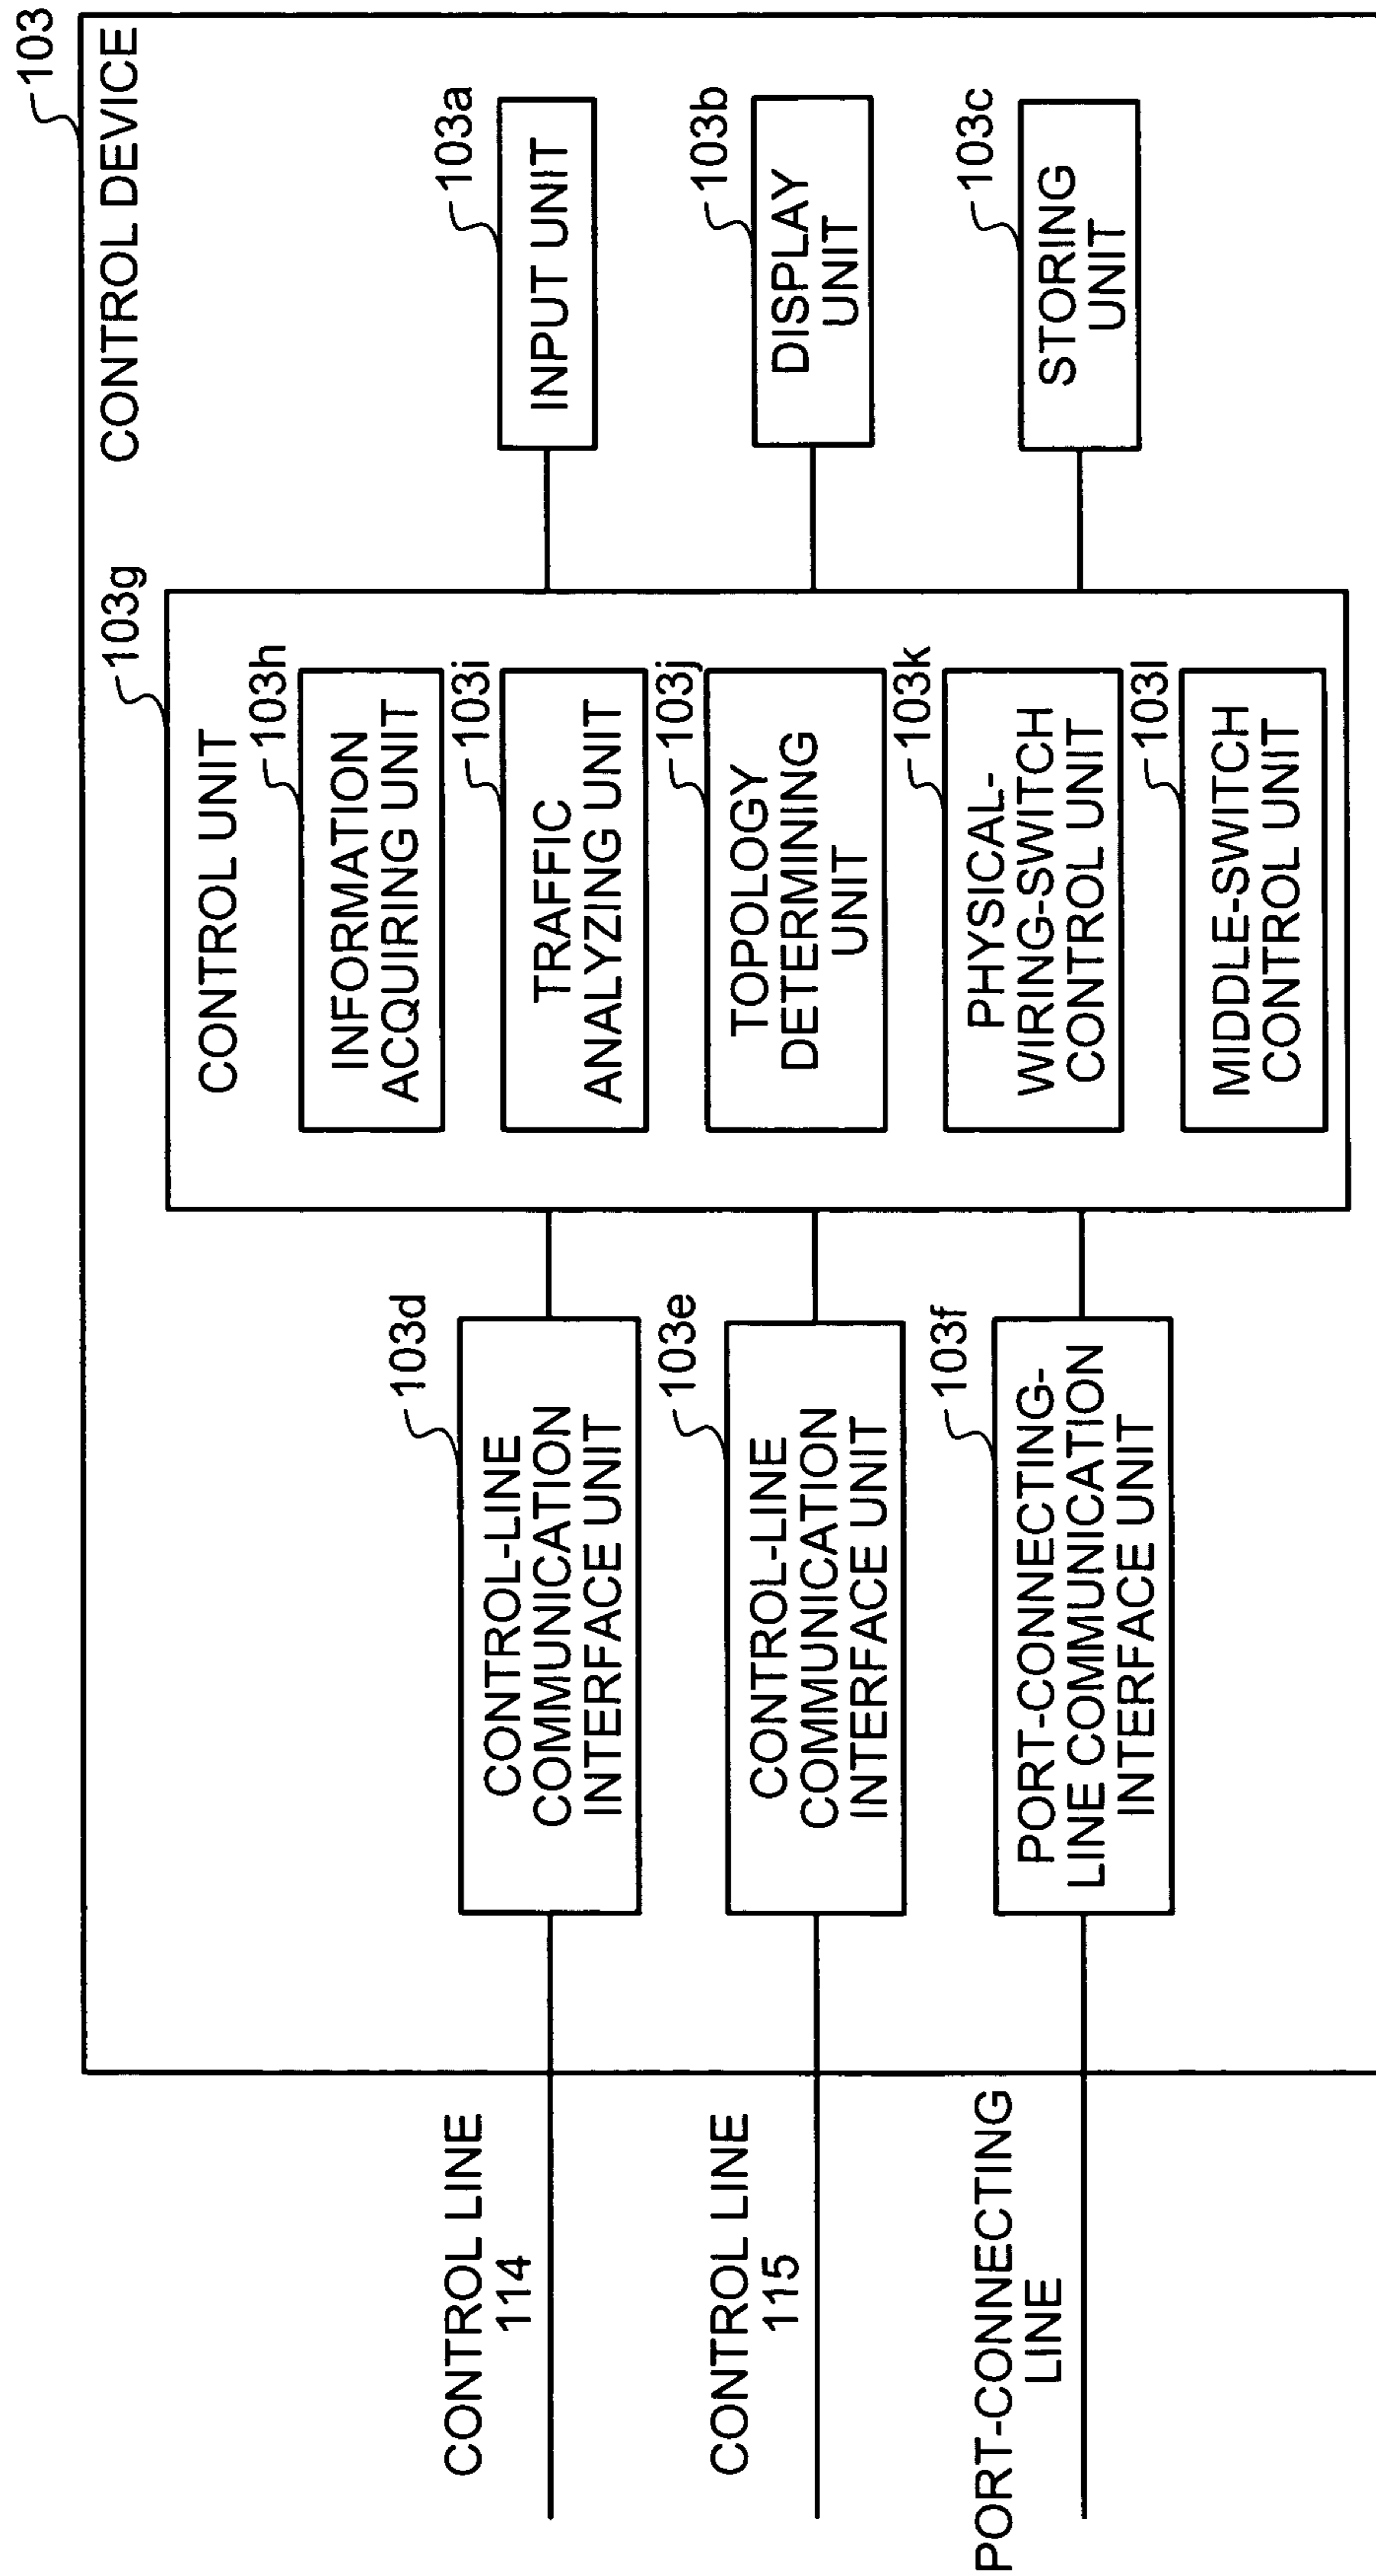 103
CONTROL DEVICE
103g
CONTROL UNIT
CONTROL LINE
114
103d
CONTROL-LINE
COMMUNICATION
INTERFACE UNIT
CONTROL LINE
115
103e
CONTROL-LINE
COMMUNICATION
INTERFACE UNIT
PORT-CONNECTING
LINE
103f
PORT-CONNECTING-
LINE COMMUNICATION
INTERFACE UNIT
103h
INFORMATION
ACQUIRING UNIT
103i
TRAFFIC
ANALYZING UNIT
103j
TOPOLOGY
DETERMINING
UNIT
103k
PHYSICAL-
WIRING-SWITCH
CONTROL UNIT
103l
MIDDLE-SWITCH
CONTROL UNIT
103a
INPUT UNIT
103b
DISPLAY
UNIT
103c
STORING
UNIT